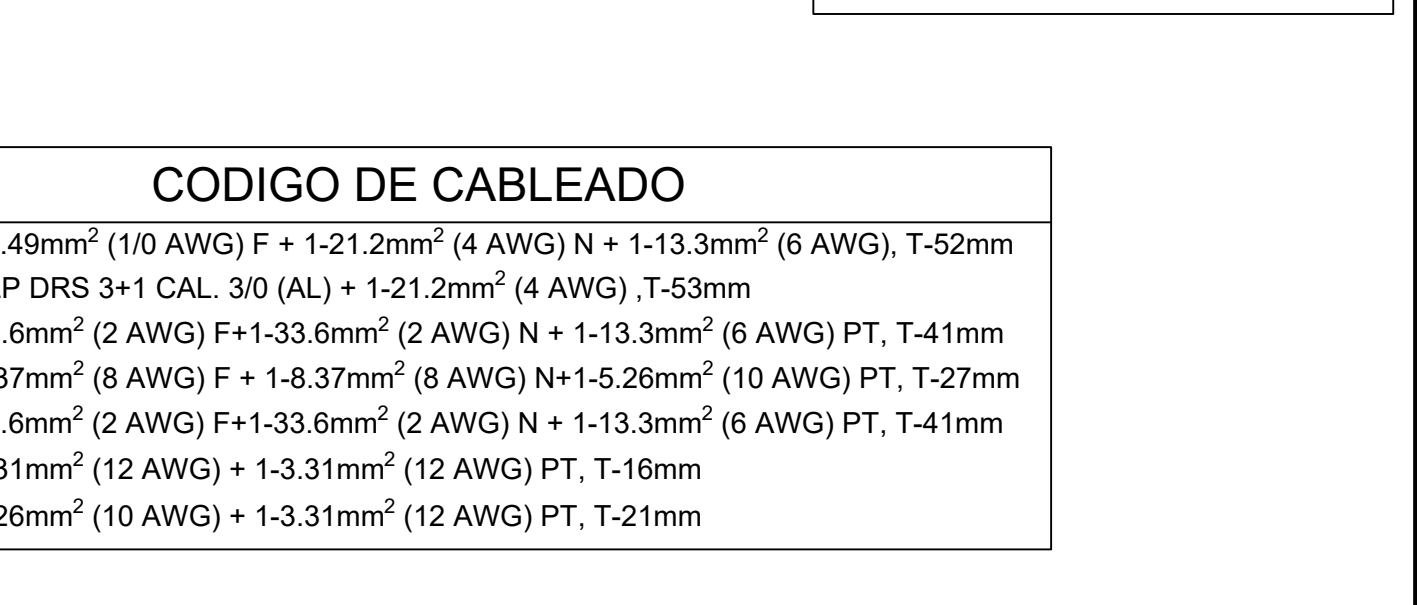 CODIGO DE CABLEADO
.49mm² (1/0 AWG) F + 1-21.2mm² (4 AWG) N + 1-13.3mm² (6 AWG), T-52mm
P DRS 3+1 CAL. 3/0 (AL) + 1-21.2mm² (4 AWG) ,T-53mm
.6mm² (2 AWG) F+1-33.6mm² (2 AWG) N + 1-13.3mm² (6 AWG) PT, T-41mm
37mm² (8 AWG) F + 1-8.37mm² (8 AWG) N+1-5.26mm² (10 AWG) PT, T-27mm
.6mm² (2 AWG) F+1-33.6mm² (2 AWG) N + 1-13.3mm² (6 AWG) PT, T-41mm
31mm² (12 AWG) + 1-3.31mm² (12 AWG) PT, T-16mm
26mm² (10 AWG) + 1-3.31mm² (12 AWG) PT, T-21mm